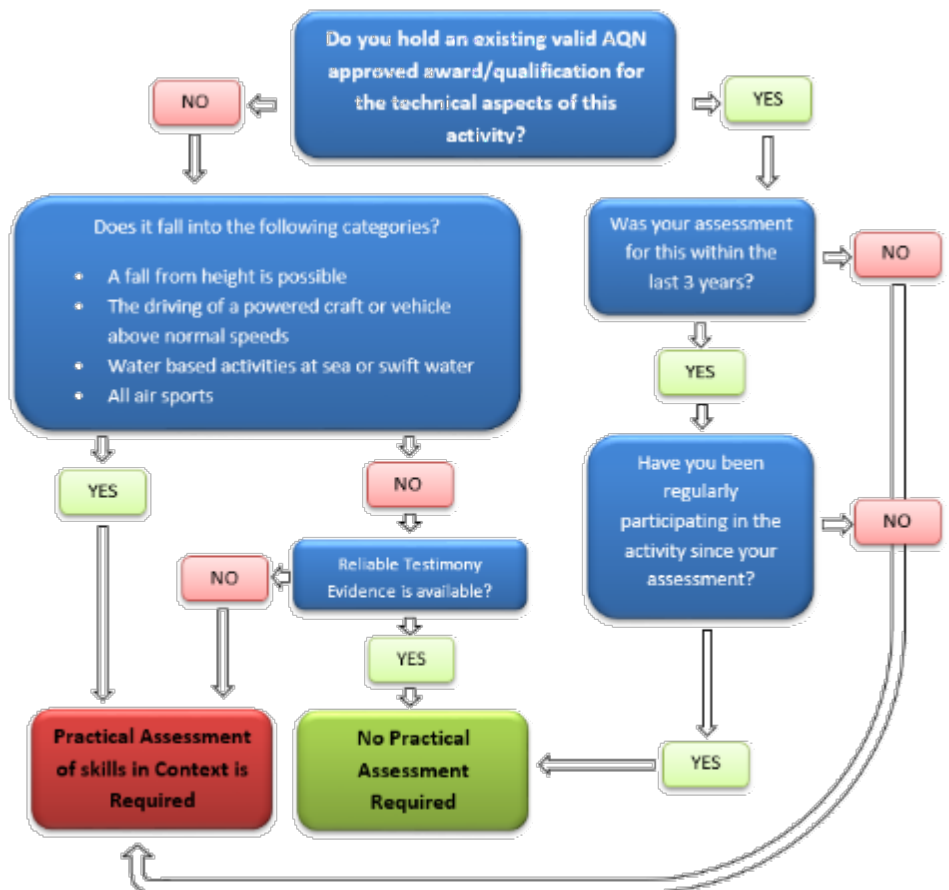 Do you hold an existing valid AQN
approved award/qualification for
the technical aspects of this
activity?
NO
YES
Does it fall into the following categories?
• A fall from height is possible
• The driving of a powered craft or vehicle
above normal speeds
• Water based activities at sea or swift water
• All air sports
Was your assessment
for this within the
last 3 years?
NO
YES
YES
NO
Have you been
regularly
participating in the
activity since your
assessment?
NO
NO
Reliable Testimony
Evidence is available?
YES
Practical Assessment
of skills in Context is
Required
No Practical
Assessment
Required
YES